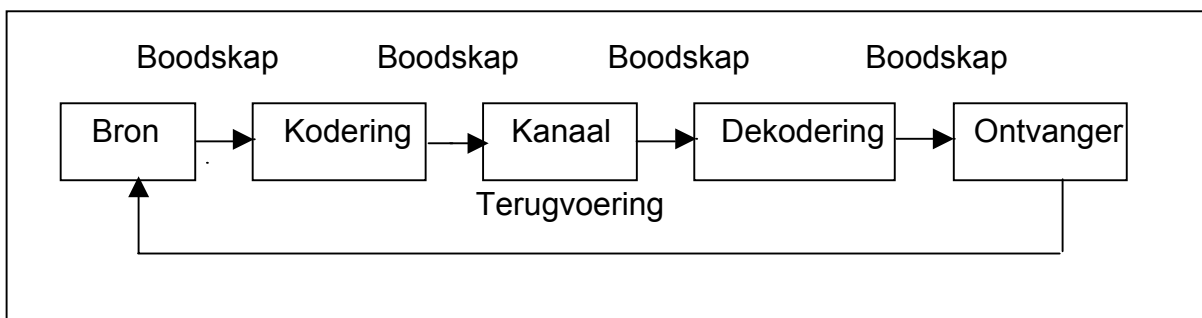 Boodskap Boodskap Boodskap Boodskap
Bron Kodering Kanaal Dekodering Ontvanger
Terugvoering